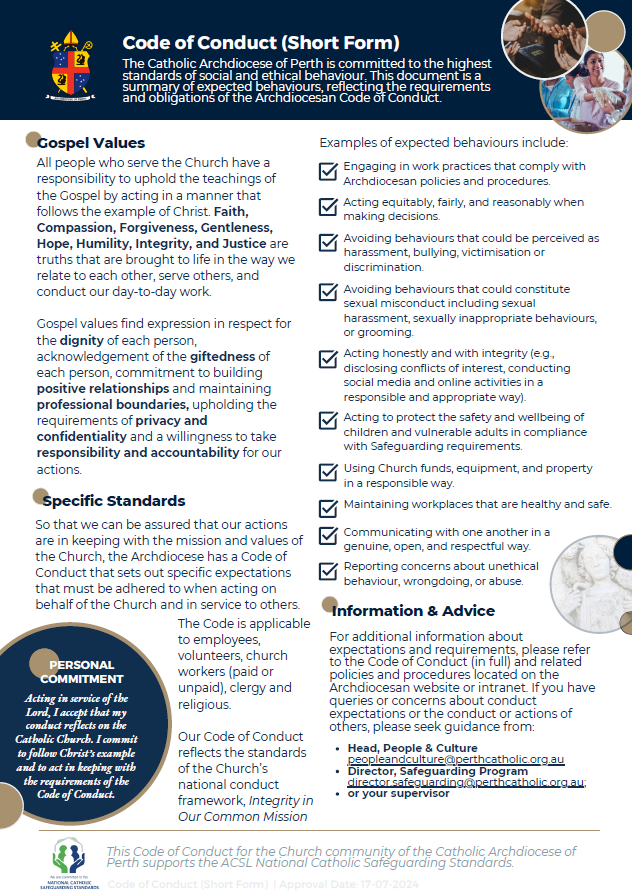 Code of Conduct (Short Form)
The Catholic Archdiocese of Perth is committed to the highest
standards of social and ethical behaviour. This document is a
summary of expected behaviours, reflecting the requirements
and obligations of the Archdiocesan Code of Conduct.
Gospel Values
All people who serve the Church have a
responsibility to uphold the teachings of
the Gospel by acting in a manner that
follows the example of Christ. Faith,
Compassion, Forgiveness, Gentleness,
Hope, Humility, Integrity, and Justice are
truths that are brought to life in the way we
relate to each other, serve others, and
conduct our day-to-day work.
Gospel values find expression in respect for
the dignity of each person,
acknowledgement of the giftedness of
each person, commitment to building
positive relationships and maintaining
professional boundaries, upholding the
requirements of privacy and
confidentiality and a willingness to take
responsibility and accountability for our
actions.
Specific Standards
So that we can be assured that our actions
are in keeping with the mission and values of
the Church, the Archdiocese has a Code of
Conduct that sets out specific expectations
that must be adhered to when acting on
behalf of the Church and in service to others.
The Code is applicable
to employees,
volunteers, church
workers (paid or
unpaid), clergy and
religious.
Our Code of Conduct
reflects the standards
of the Church's
national conduct
framework, Integrity in
Our Common Mission
PERSONAL
COMMITMENT
Acting in service of the
Lord, I accept that my
conduct reflects on the
Catholic Church. I commit
to follow Christ's example
and to act in keeping with
the requirements of the
Code of Conduct.
Examples of expected behaviours include:
Engaging in work practices that comply with
Archdiocesan policies and procedures.
Acting equitably, fairly, and reasonably when
making decisions.
Avoiding behaviours that could be perceived as
harassment, bullying, victimisation or
discrimination.
Avoiding behaviours that could constitute
sexual misconduct including sexual
harassment, sexually inappropriate behaviours,
or grooming.
Acting honestly and with integrity (e.g.,
disclosing conflicts of interest, conducting
social media and online activities in a
responsible and appropriate way).
Acting to protect the safety and wellbeing of
children and vulnerable adults in compliance
with Safeguarding requirements.
Using Church funds, equipment, and property
in a responsible way.
Maintaining workplaces that are healthy and safe.
Communicating with one another in a
genuine, open, and respectful way.
Reporting concerns about unethical
behaviour, wrongdoing, or abuse.
Information & Advice
For additional information about
expectations and requirements, please refer
to the Code of Conduct (in full) and related
policies and procedures located on the
Archdiocesan website or intranet. If you have
queries or concerns about conduct
expectations or the conduct or actions of
others, please seek guidance from:
• Head, People & Culture
peopleandculture@perthcatholic.org.au
• Director, Safeguarding Program
director.safeguarding@perthcatholic.org.au;
• or your supervisor
We are committed to the
NATIONAL CATHOLIC
SAFEGUARDING STANDARDS
This Code of Conduct for the Church community of the Catholic Archdiocese of
Perth supports the ACSL National Catholic Safeguarding Standards.
Code of Conduct (Short Form) | Approval Date: 17-07-2024